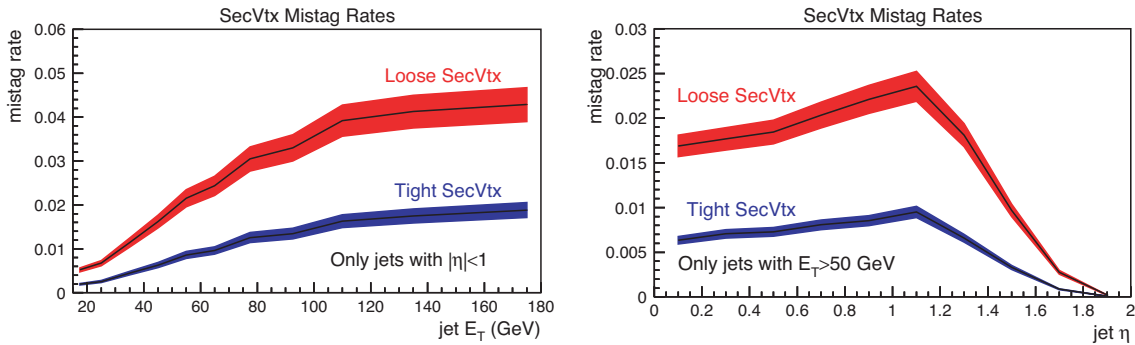 SecVtx Mistag Rates
mistag rate
0.06
0.05
0.04
0.03
0.02
0.01
0
Loose SecVtx
Tight SecVtx
Only jets with |η|<1
20 40 60 80 100 120 140 160 180
jet E_T (GeV)
SecVtx Mistag Rates
mistag rate
0.03
0.025
0.02
0.015
0.01
0.005
0
Loose SecVtx
Tight SecVtx
Only jets with E_T>50 GeV
0 0.2 0.4 0.6 0.8 1 1.2 1.4 1.6 1.8 2
jet η